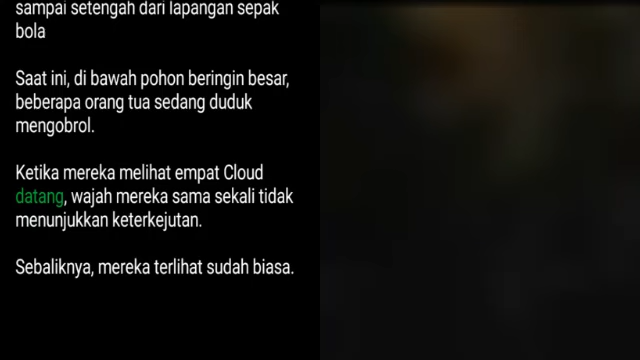 sampai setengah dari lapangan sepak
bola
Saat ini, di bawah pohon beringin besar,
beberapa orang tua sedang duduk
mengobrol.
Ketika mereka melihat empat Cloud
datang, wajah mereka sama sekali tidak
menunjukkan keterkejutan.
Sebaliknya, mereka terlihat sudah biasa.